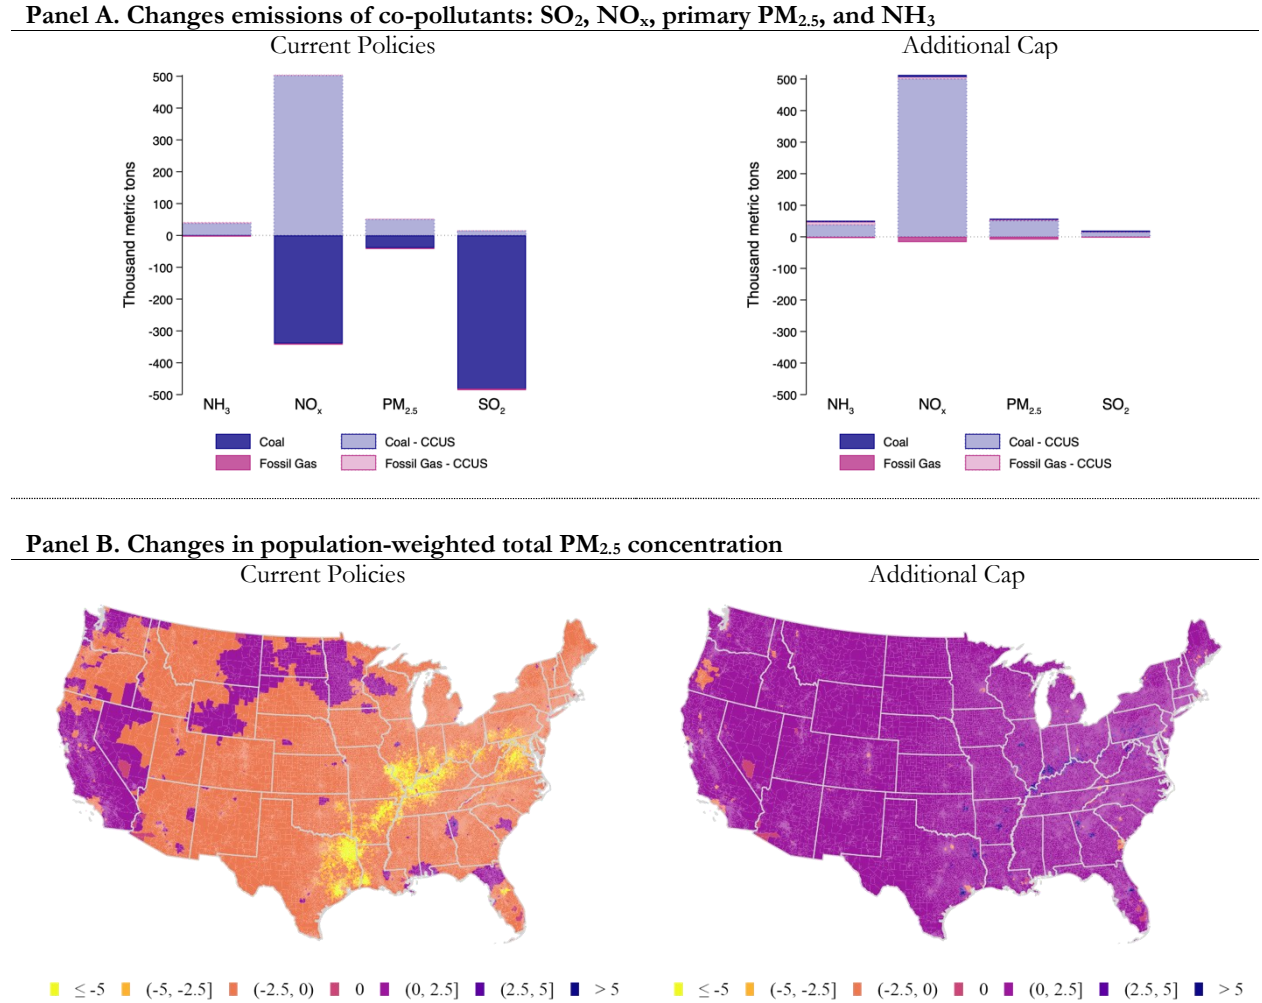 Panel A. Changes emissions of co-pollutants: SO₂, NOₓ, primary PM₂.₅, and NH₃
Current Policies
Additional Cap
Thousand metric tons
500
400
300
200
100
0
-100
-200
-300
-400
-500
NH₃ NOₓ PM₂.₅ SO₂
Coal Coal - CCUS
Fossil Gas Fossil Gas - CCUS
Thousand metric tons
500
400
300
200
100
0
-100
-200
-300
-400
-500
NH₃ NOₓ PM₂.₅ SO₂
Coal Coal - CCUS
Fossil Gas Fossil Gas - CCUS
Panel B. Changes in population-weighted total PM₂.₅ concentration
Current Policies
Additional Cap
≤ -5 (-5, -2.5] (-2.5, 0) 0 (0, 2.5] (2.5, 5] > 5
≤ -5 (-5, -2.5] (-2.5, 0) 0 (0, 2.5] (2.5, 5] > 5